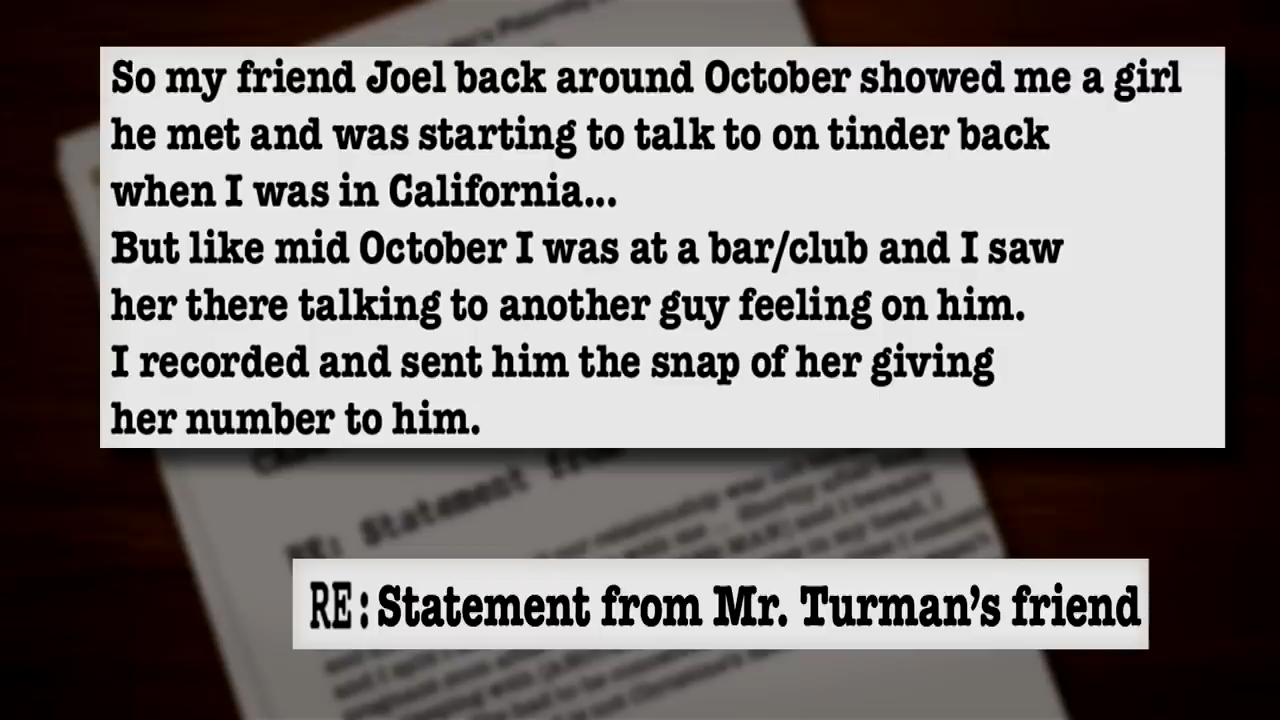 So my friend Joel back around October showed me a girl
he met and was starting to talk to on tinder back
when I was in California...
But like mid October I was at a bar/club and I saw
her there talking to another guy feeling on him.
I recorded and sent him the snap of her giving
her number to him.
RE: Statement from
RE: Statement from Mr. Turman's friend